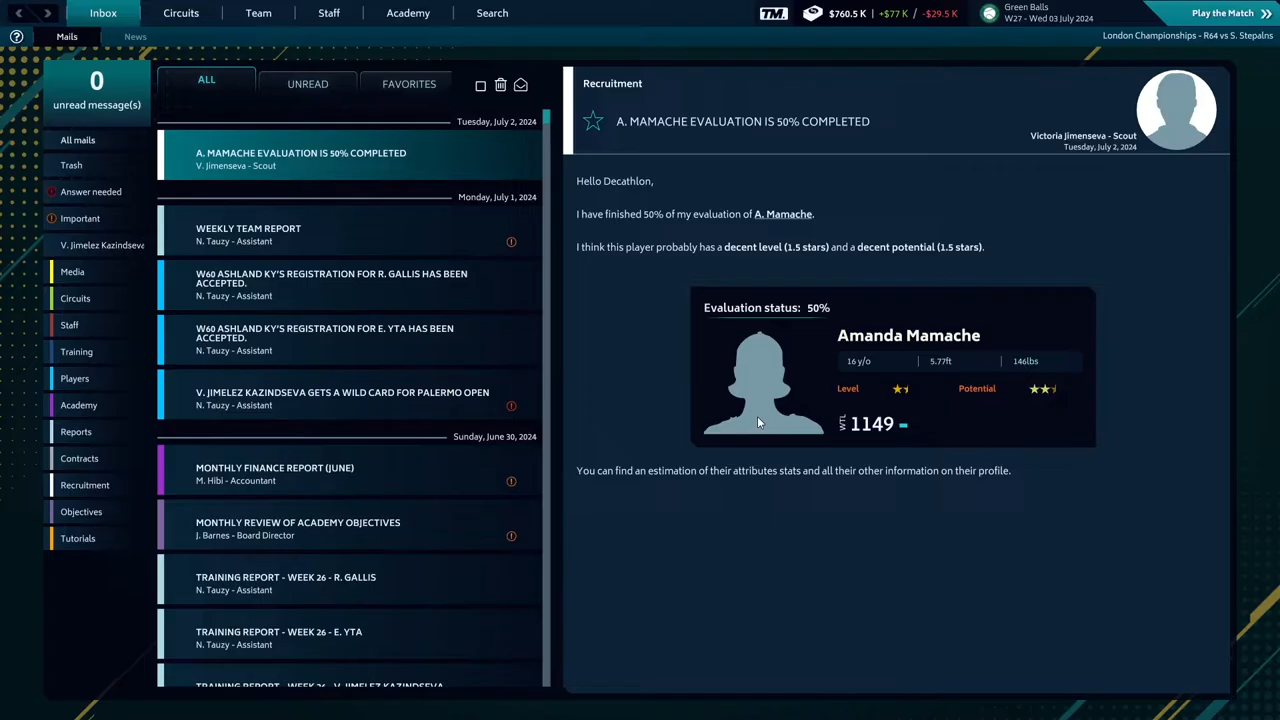 Inbox
Circuits
Team
Staff
Academy
Search
TM
$760.5 K | +$77 K / -$29.5 K
Green Balls
W27 - Wed 03 July 2024
Play the Match
Mails
News
London Championships - R64 vs S. Stepalns
0
unread message(s)
All mails
Trash
Answer needed
Important
V. Jimelez Kazindseva
Media
Circuits
Staff
Training
Players
Academy
Reports
Contracts
Recruitment
Objectives
Tutorials
ALL
UNREAD
FAVORITES
Tuesday, July 2, 2024
A. MAMACHE EVALUATION IS 50% COMPLETED
V. Jimenseva - Scout
Monday, July 1, 2024
WEEKLY TEAM REPORT
N. Tauzy - Assistant
W60 ASHLAND KY'S REGISTRATION FOR R. GALLIS HAS BEEN
ACCEPTED.
N. Tauzy - Assistant
W60 ASHLAND KY'S REGISTRATION FOR E. YTA HAS BEEN
ACCEPTED.
N. Tauzy - Assistant
V. JIMELEZ KAZINDSEVA GETS A WILD CARD FOR PALERMO OPEN
N. Tauzy - Assistant
Sunday, June 30, 2024
MONTHLY FINANCE REPORT (JUNE)
M. Hibi - Accountant
MONTHLY REVIEW OF ACADEMY OBJECTIVES
J. Barnes - Board Director
TRAINING REPORT - WEEK 26 - R. GALLIS
N. Tauzy - Assistant
TRAINING REPORT - WEEK 26 - E. YTA
N. Tauzy - Assistant
TRAINING REPORT - WEEK 26 - V. JIMELEZ KAZINDSEVA
Recruitment
A. MAMACHE EVALUATION IS 50% COMPLETED
Victoria Jimenseva - Scout
Tuesday, July 2, 2024
Hello Decathlon,
I have finished 50% of my evaluation of A. Mamache.
I think this player probably has a decent level (1.5 stars) and a decent potential (1.5 stars).
Evaluation status: 50%
Amanda Mamache
16 y/o
5.77ft
146lbs
Level
Potential
WTL 1149
You can find an estimation of their attributes stats and all their other information on their profile.